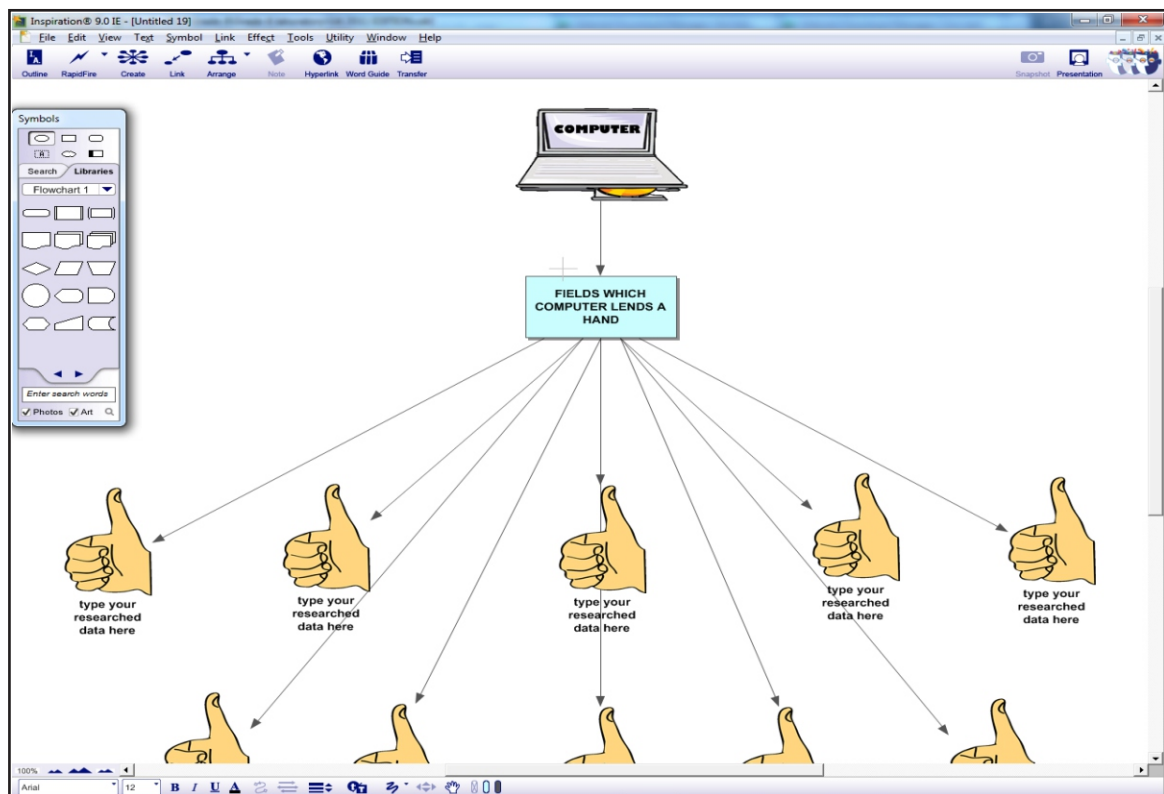 Inspiration® 9.0 IE - [Untitled 19]
File Edit View Text Symbol Link Effect Tools Utility Window Help
Outline RapidFire Create Link Arrange Note Hyperlink Word Guide Transfer Snapshot Presentation
Symbols
Search Libraries
Flowchart 1
Enter search words
Photos Art
COMPUTER
FIELDS WHICH
COMPUTER LENDS A
HAND
type your
researched
data here
type your
researched
data here
type your
researched
data here
type your
researched
data here
type your
researched
data here
100%
Arial 12 B I U A